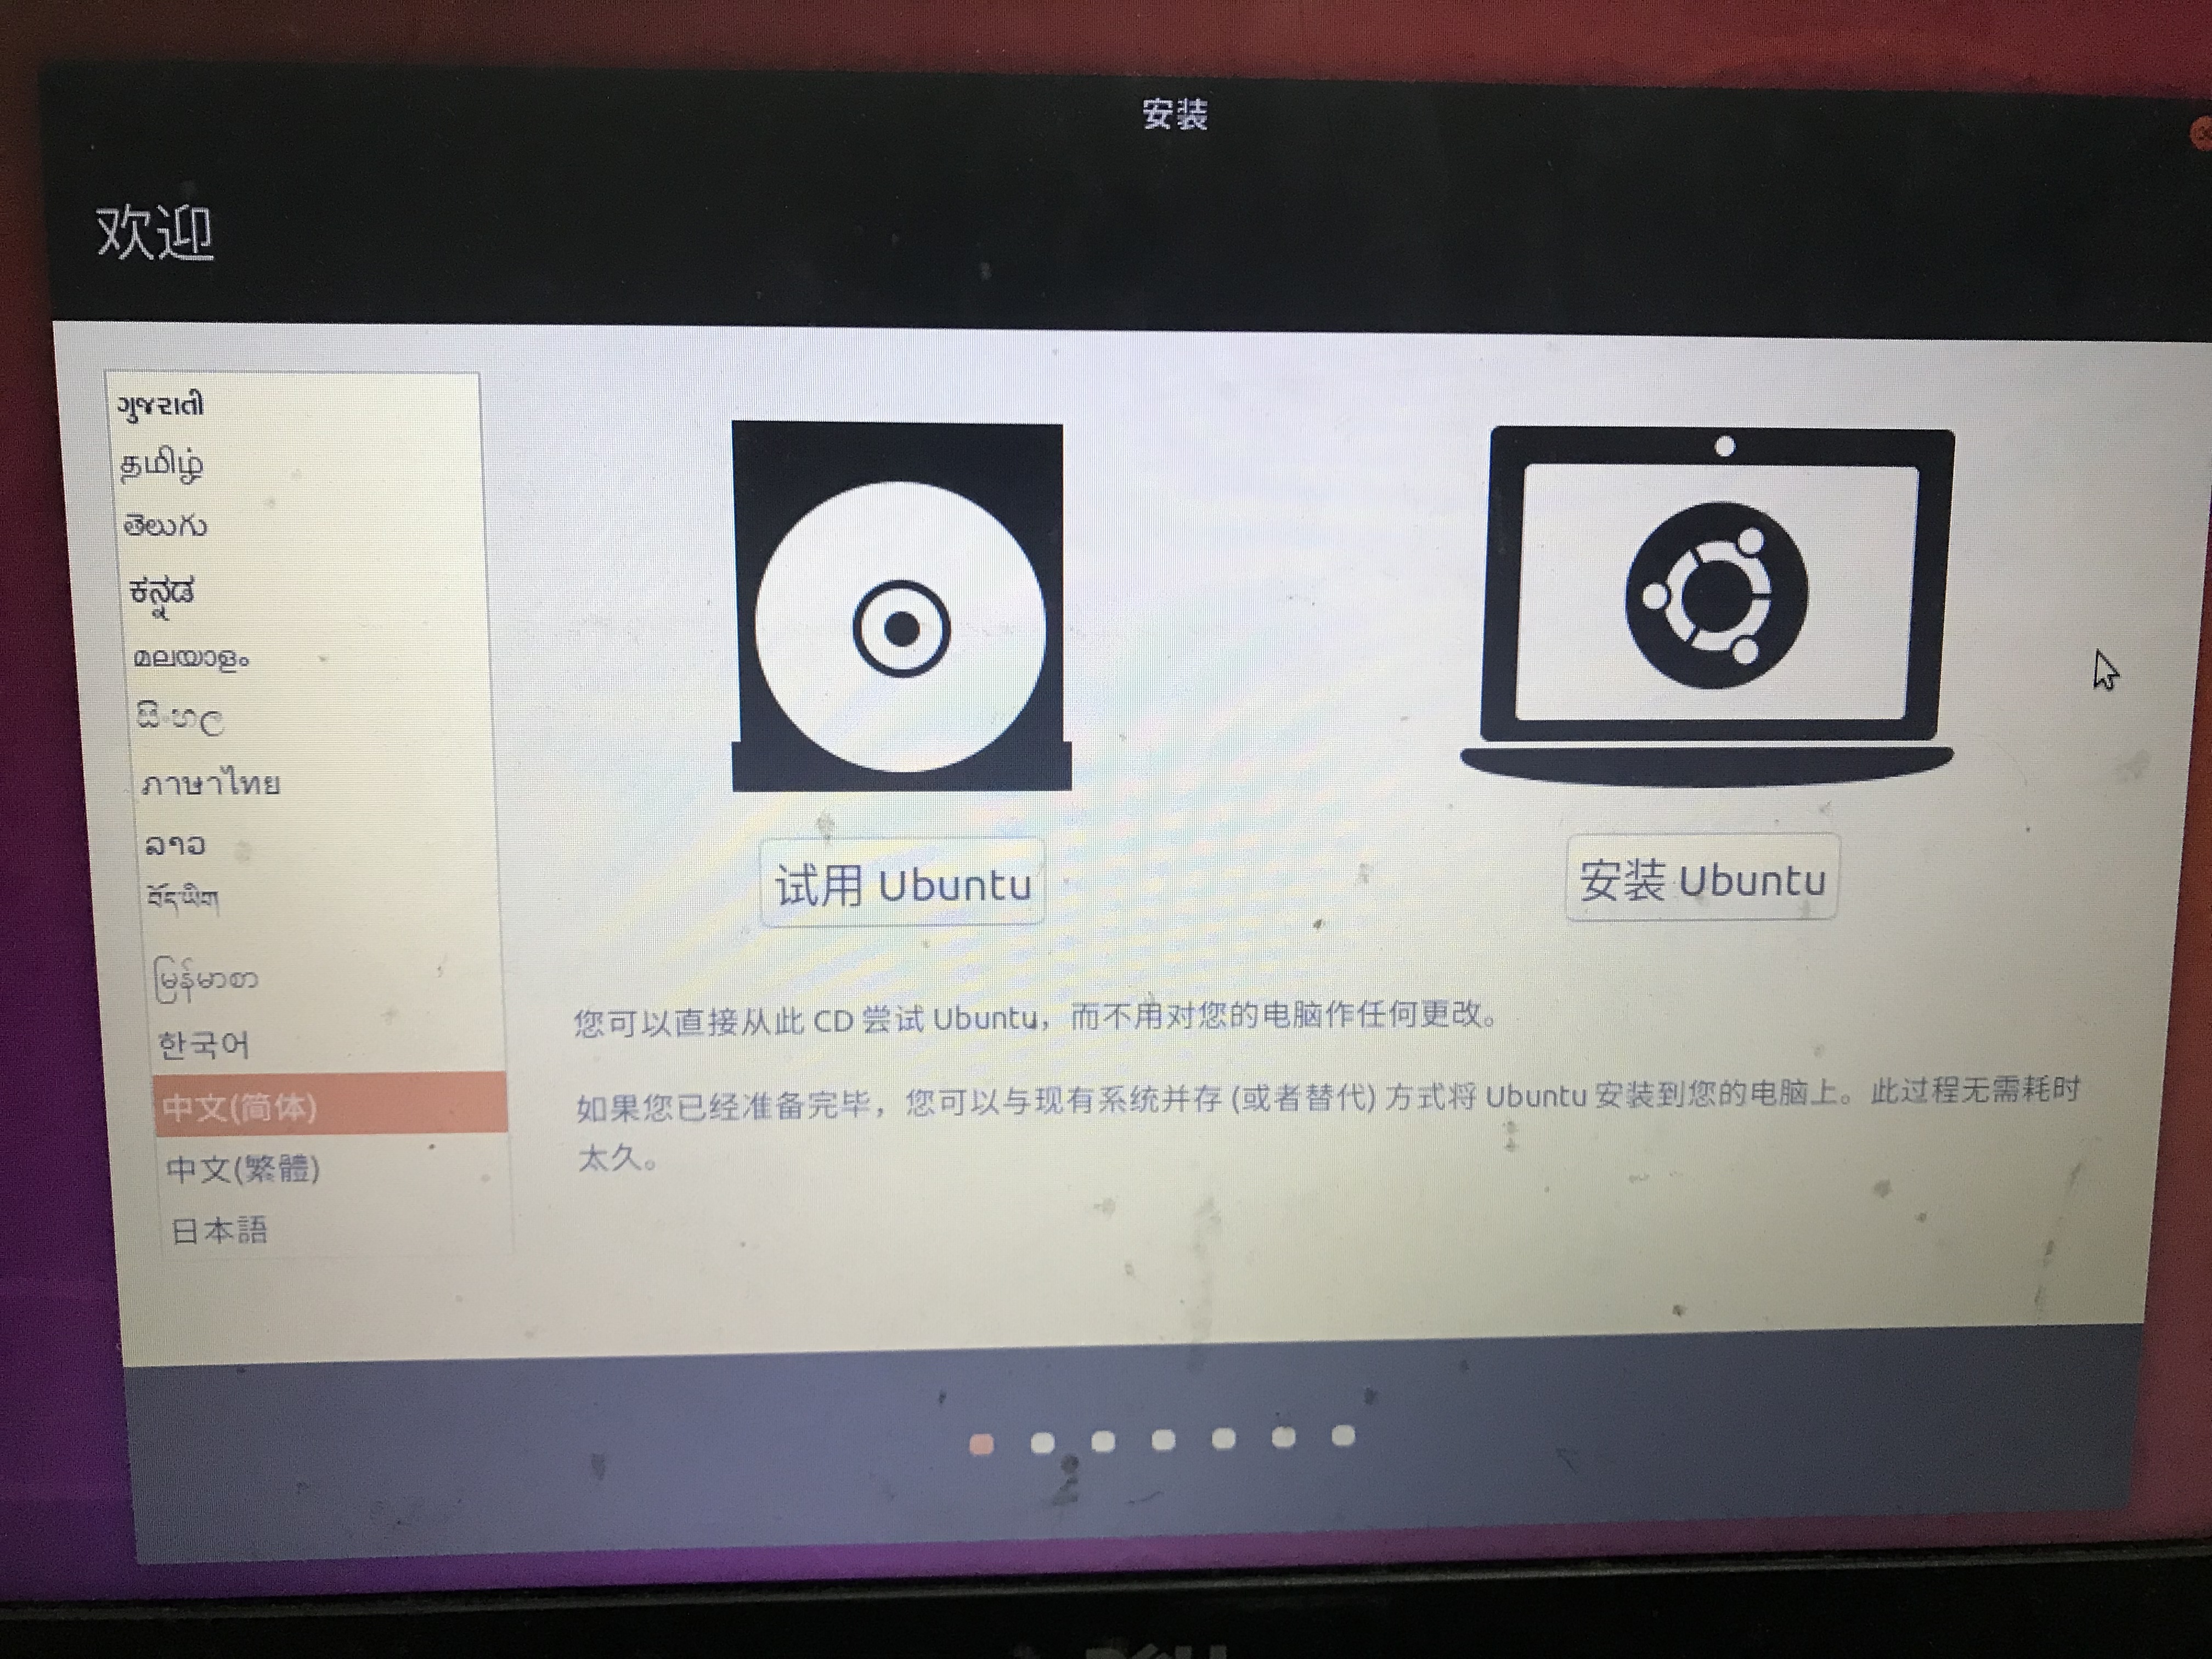 安装
欢迎
ગુજરાતી
தமிழ்
తెలుగు
ಕನ್ನಡ
മലയാളം
සිංහල
ภาษาไทย
ລາວ
བོད་ཡིག
မြန်မာစာ
한국어
中文(简体)
中文(繁體)
日本語
试用 Ubuntu
安装 Ubuntu
您可以直接从此 CD 尝试 Ubuntu，而不用对您的电脑作任何更改。
如果您已经准备完毕，您可以与现有系统并存 (或者替代) 方式将 Ubuntu 安装到您的电脑上。此过程无需耗时
太久。